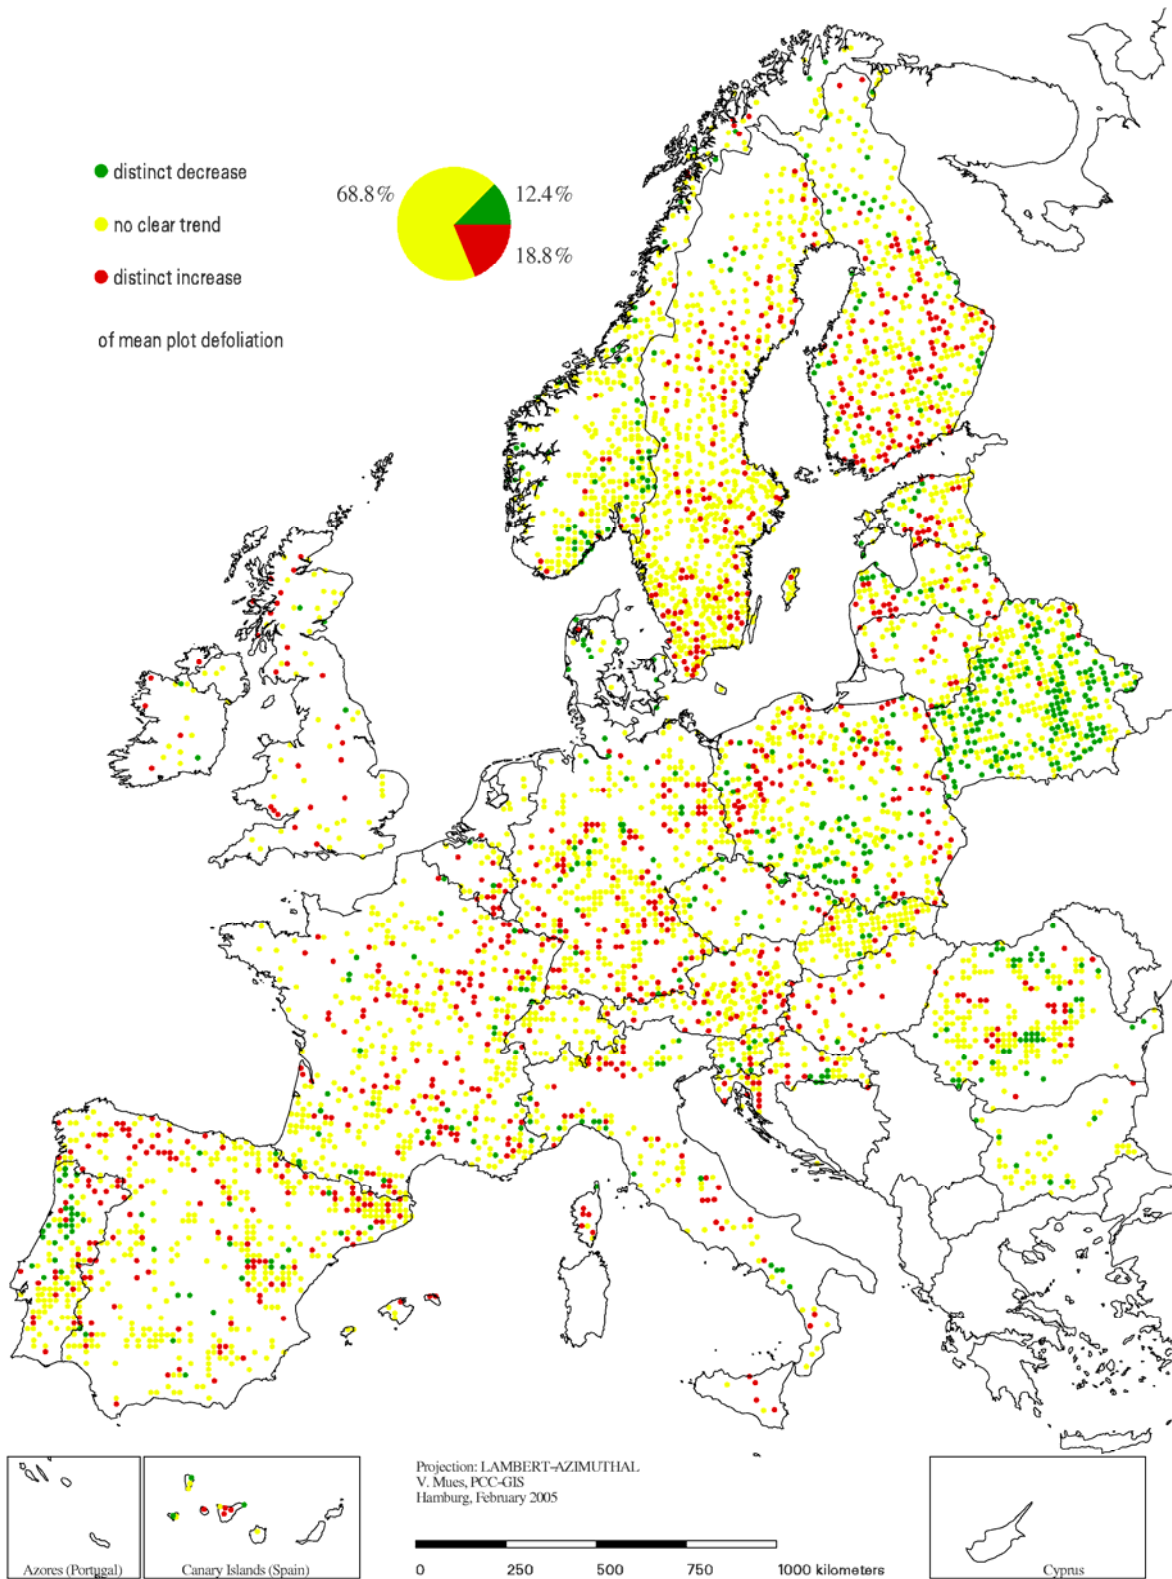 distinct decrease
no clear trend
distinct increase
of mean plot defoliation
68.8%
12.4%
18.8%
Projection: LAMBERT-AZIMUTHAL
V. Mues, PCC-GIS
Hamburg, February 2005
0 250 500 750 1000 kilometers
Azores (Portugal)
Canary Islands (Spain)
Cyprus